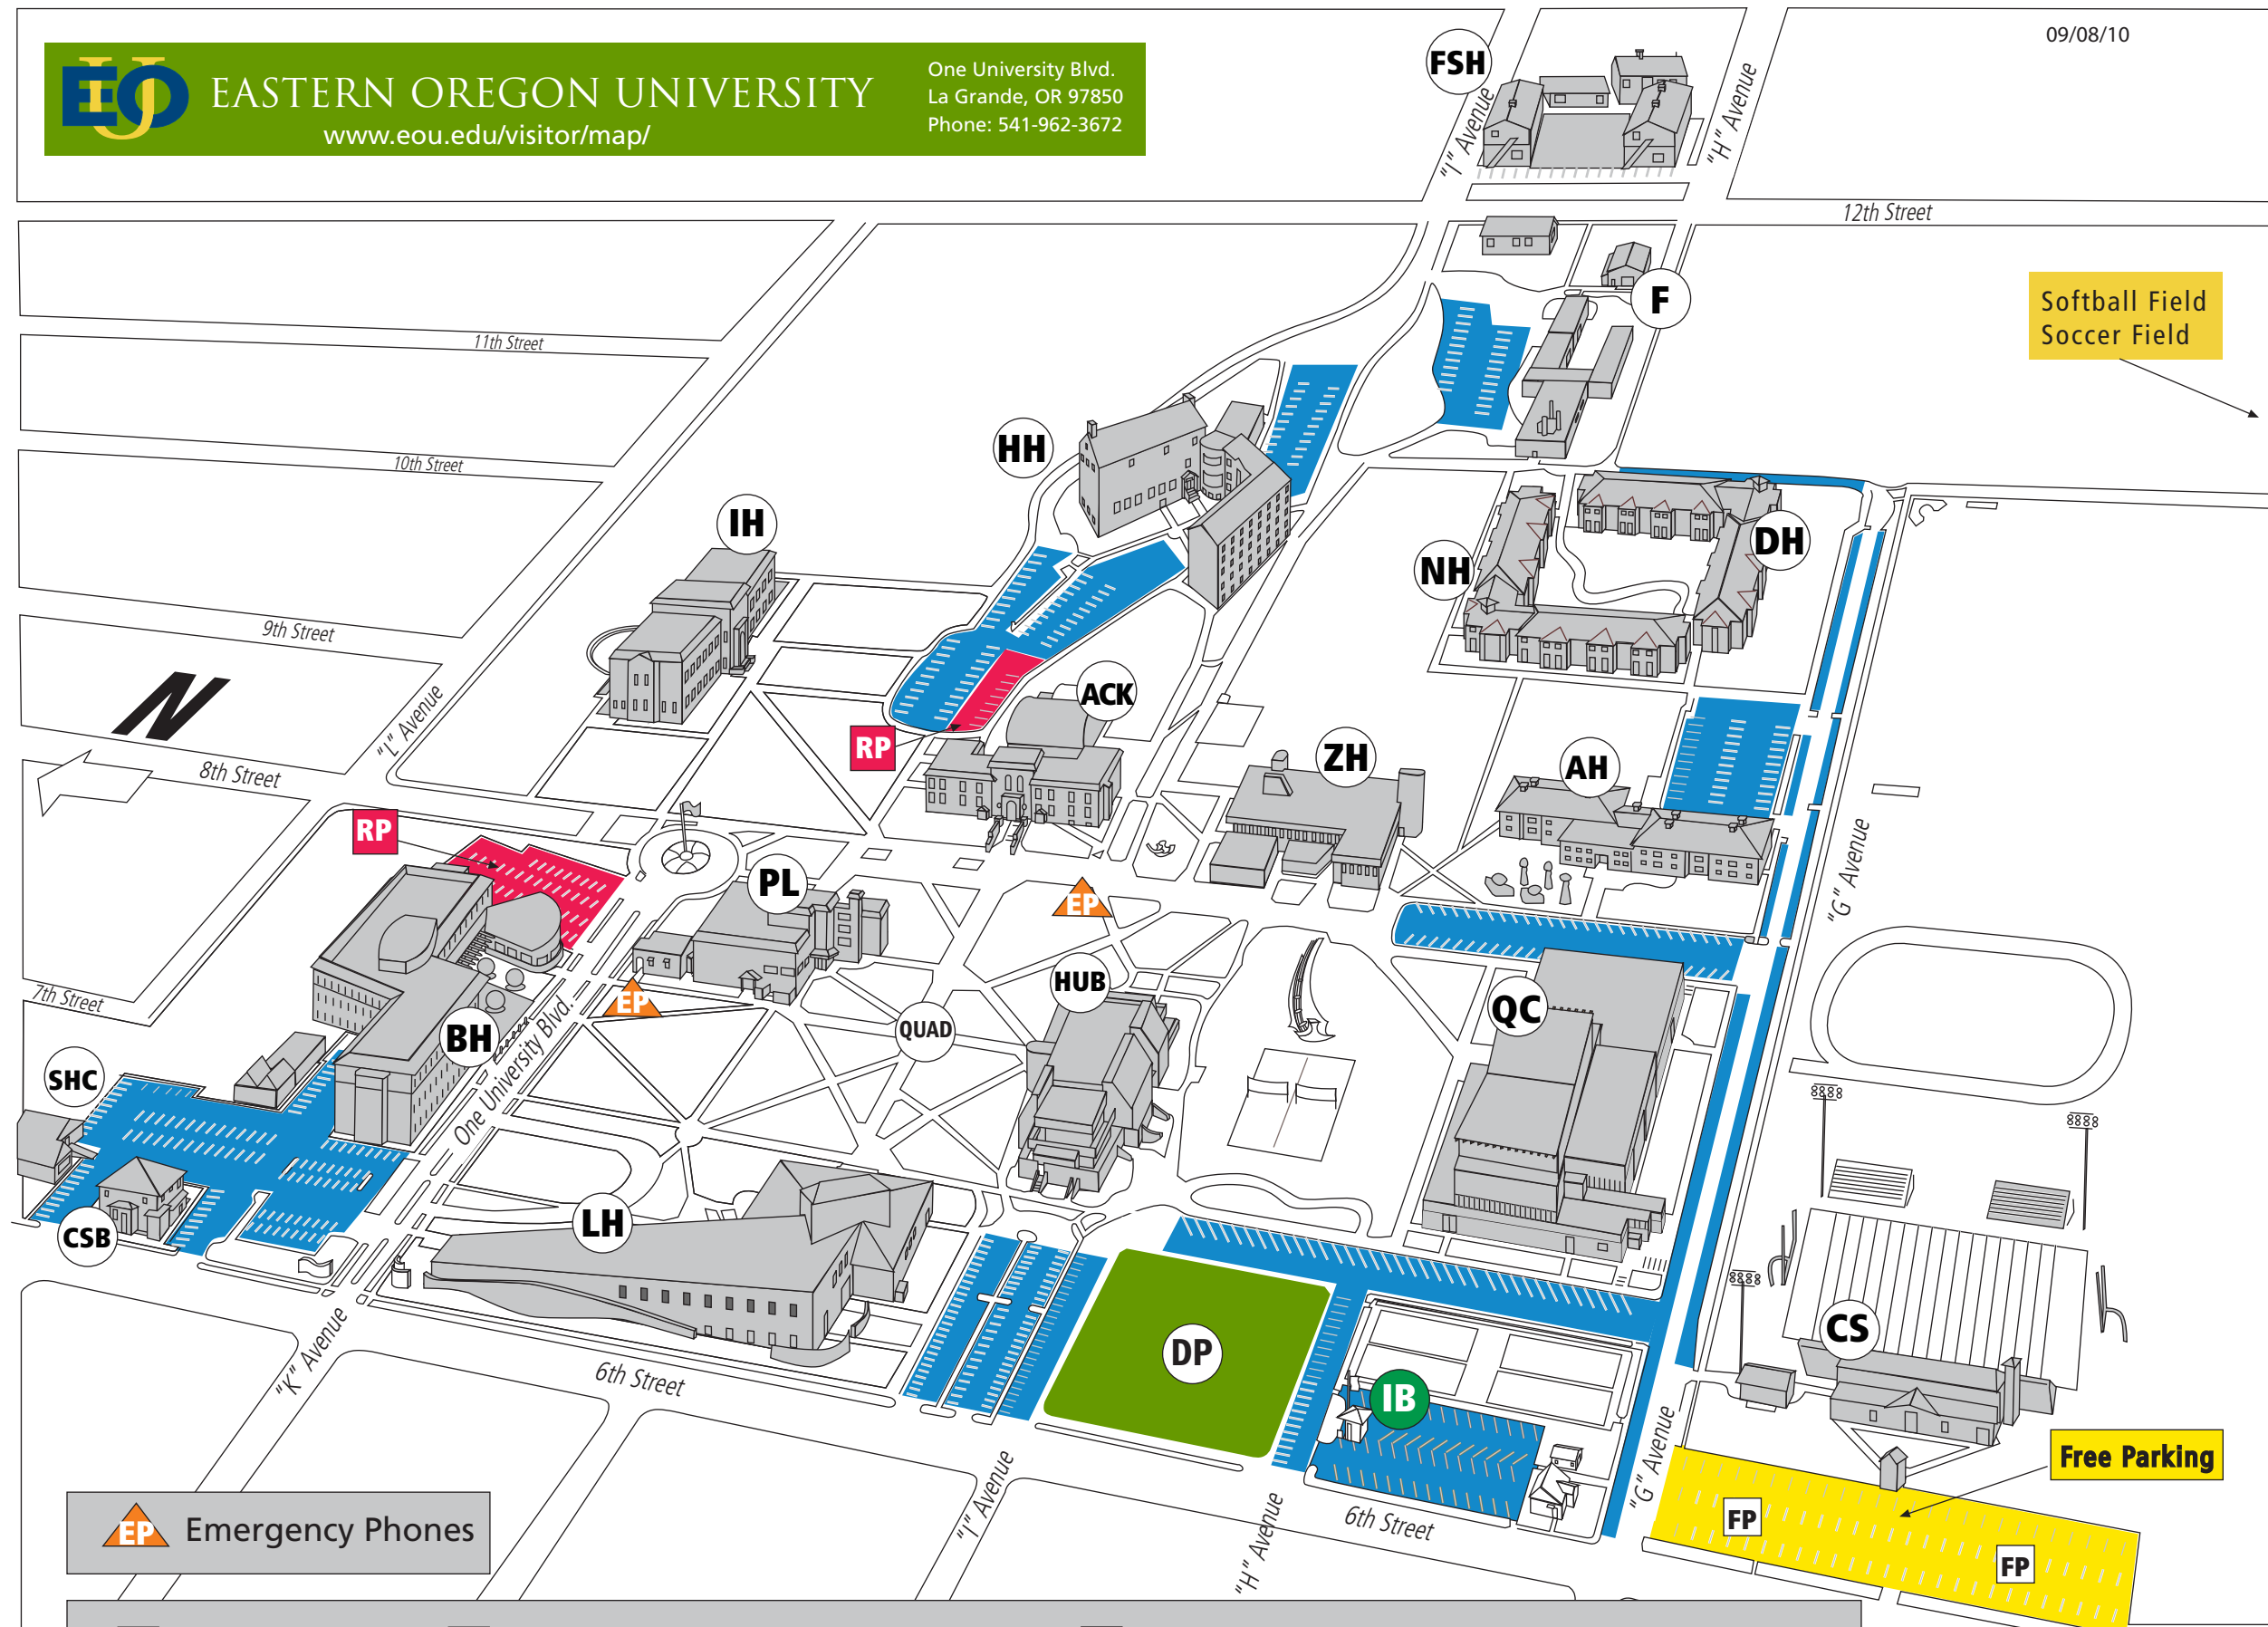 09/08/10
EOU
EASTERN OREGON UNIVERSITY
www.eou.edu/visitor/map/
One University Blvd.
La Grande, OR 97850
Phone: 541-962-3672
FSH
"I" Avenue
"H" Avenue
12th Street
F
Softball Field
Soccer Field
11th Street
10th Street
HH
IH
DH
NH
9th Street
N
"L" Avenue
ACK
RP
ZH
AH
8th Street
RP
"G" Avenue
PL
EP
7th Street
EP
HUB
QC
QUAD
BH
One University Blvd.
SHC
LH
CSB
CS
DP
"K" Avenue
6th Street
IB
"G" Avenue
Free Parking
"I" Avenue
"H" Avenue
6th Street
FP
FP
EP Emergency Phones